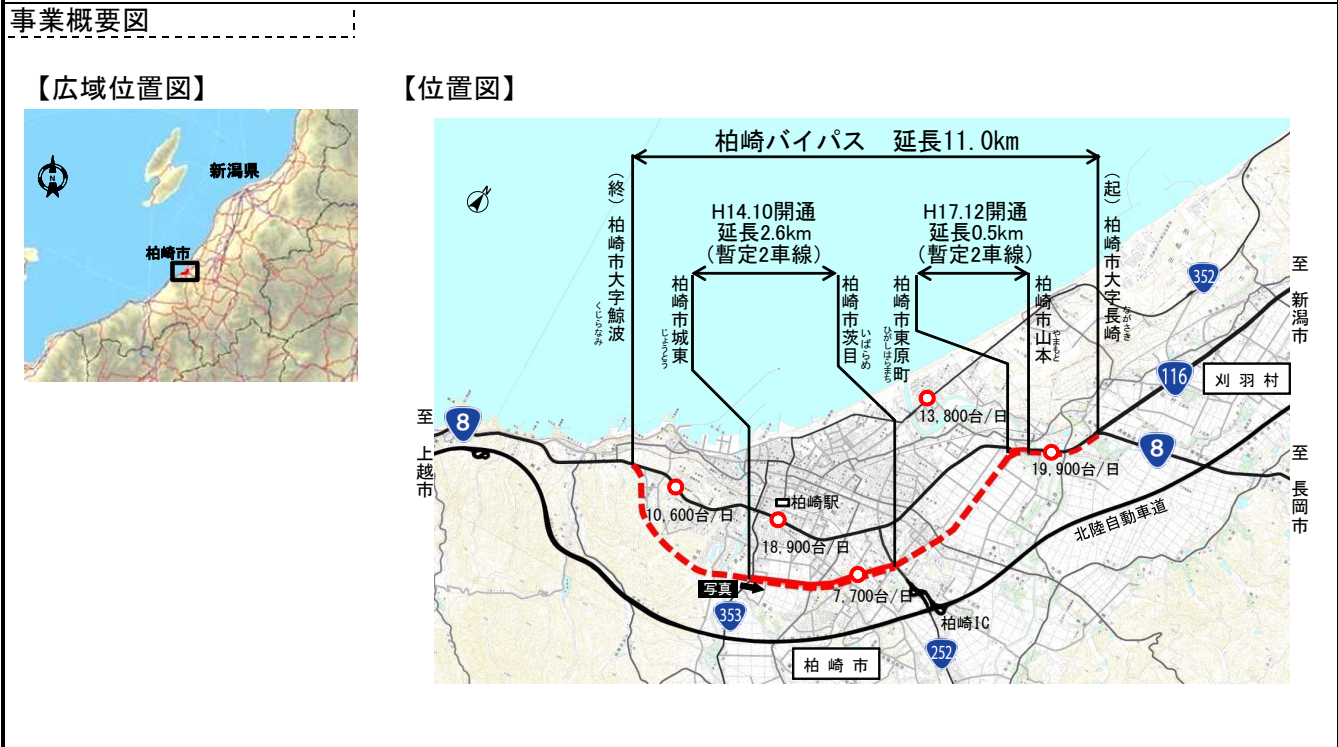 事業概要図
【広域位置図】
N
新潟県
柏崎市
【位置図】
柏崎バイパス 延長11.0km
(終)柏崎市大字鯨波
くじらなみ
H14.10開通
延長2.6km
(暫定2車線)
柏崎市城東
じょうとう
柏崎市茨目
いばらめ
H17.12開通
延長0.5km
(暫定2車線)
柏崎市東原町
ひがしはらまち
柏崎市山本
やまもと
(起)柏崎市大字長崎
ながさき
352
至 新潟市
116
刈羽村
至 上越市
8
13,800台/日
8
至 長岡市
19,900台/日
10,600台/日
柏崎駅
18,900台/日
北陸自動車道
写真
7,700台/日
353
柏崎IC
252
柏崎市